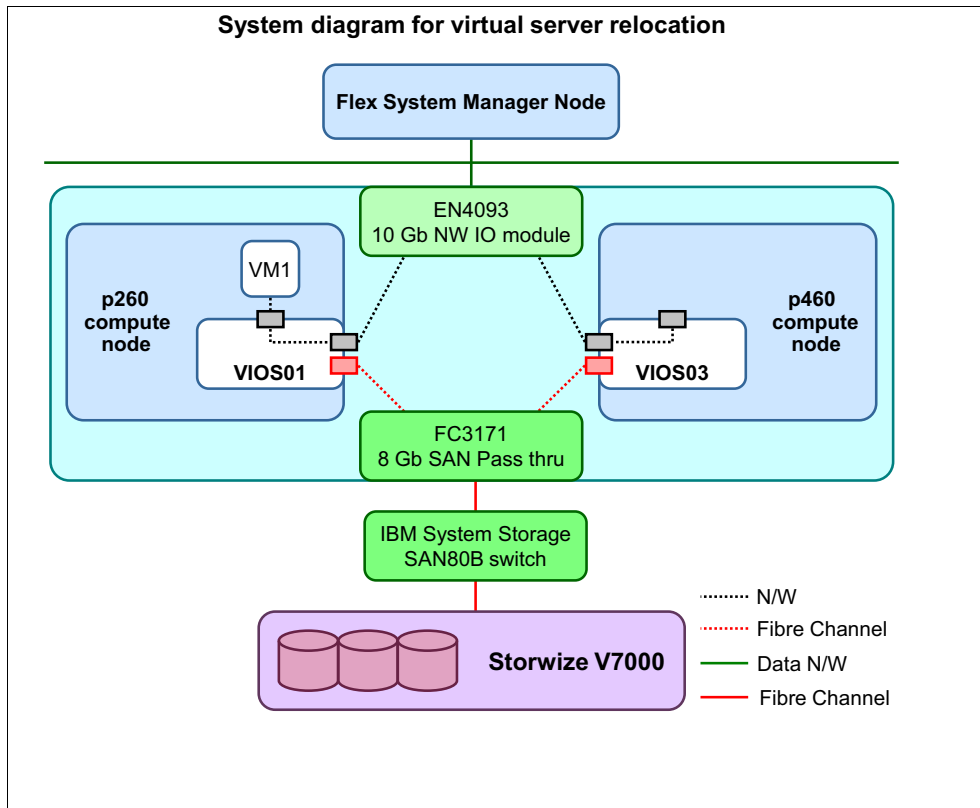 System diagram for virtual server relocation
Flex System Manager Node
EN4093
10 Gb NW IO module
VM1
p260
compute
node
VIOS01
p460
compute
node
VIOS03
FC3171
8 Gb SAN Pass thru
IBM System Storage
SAN80B switch
Storwize V7000
N/W
Fibre Channel
Data N/W
Fibre Channel